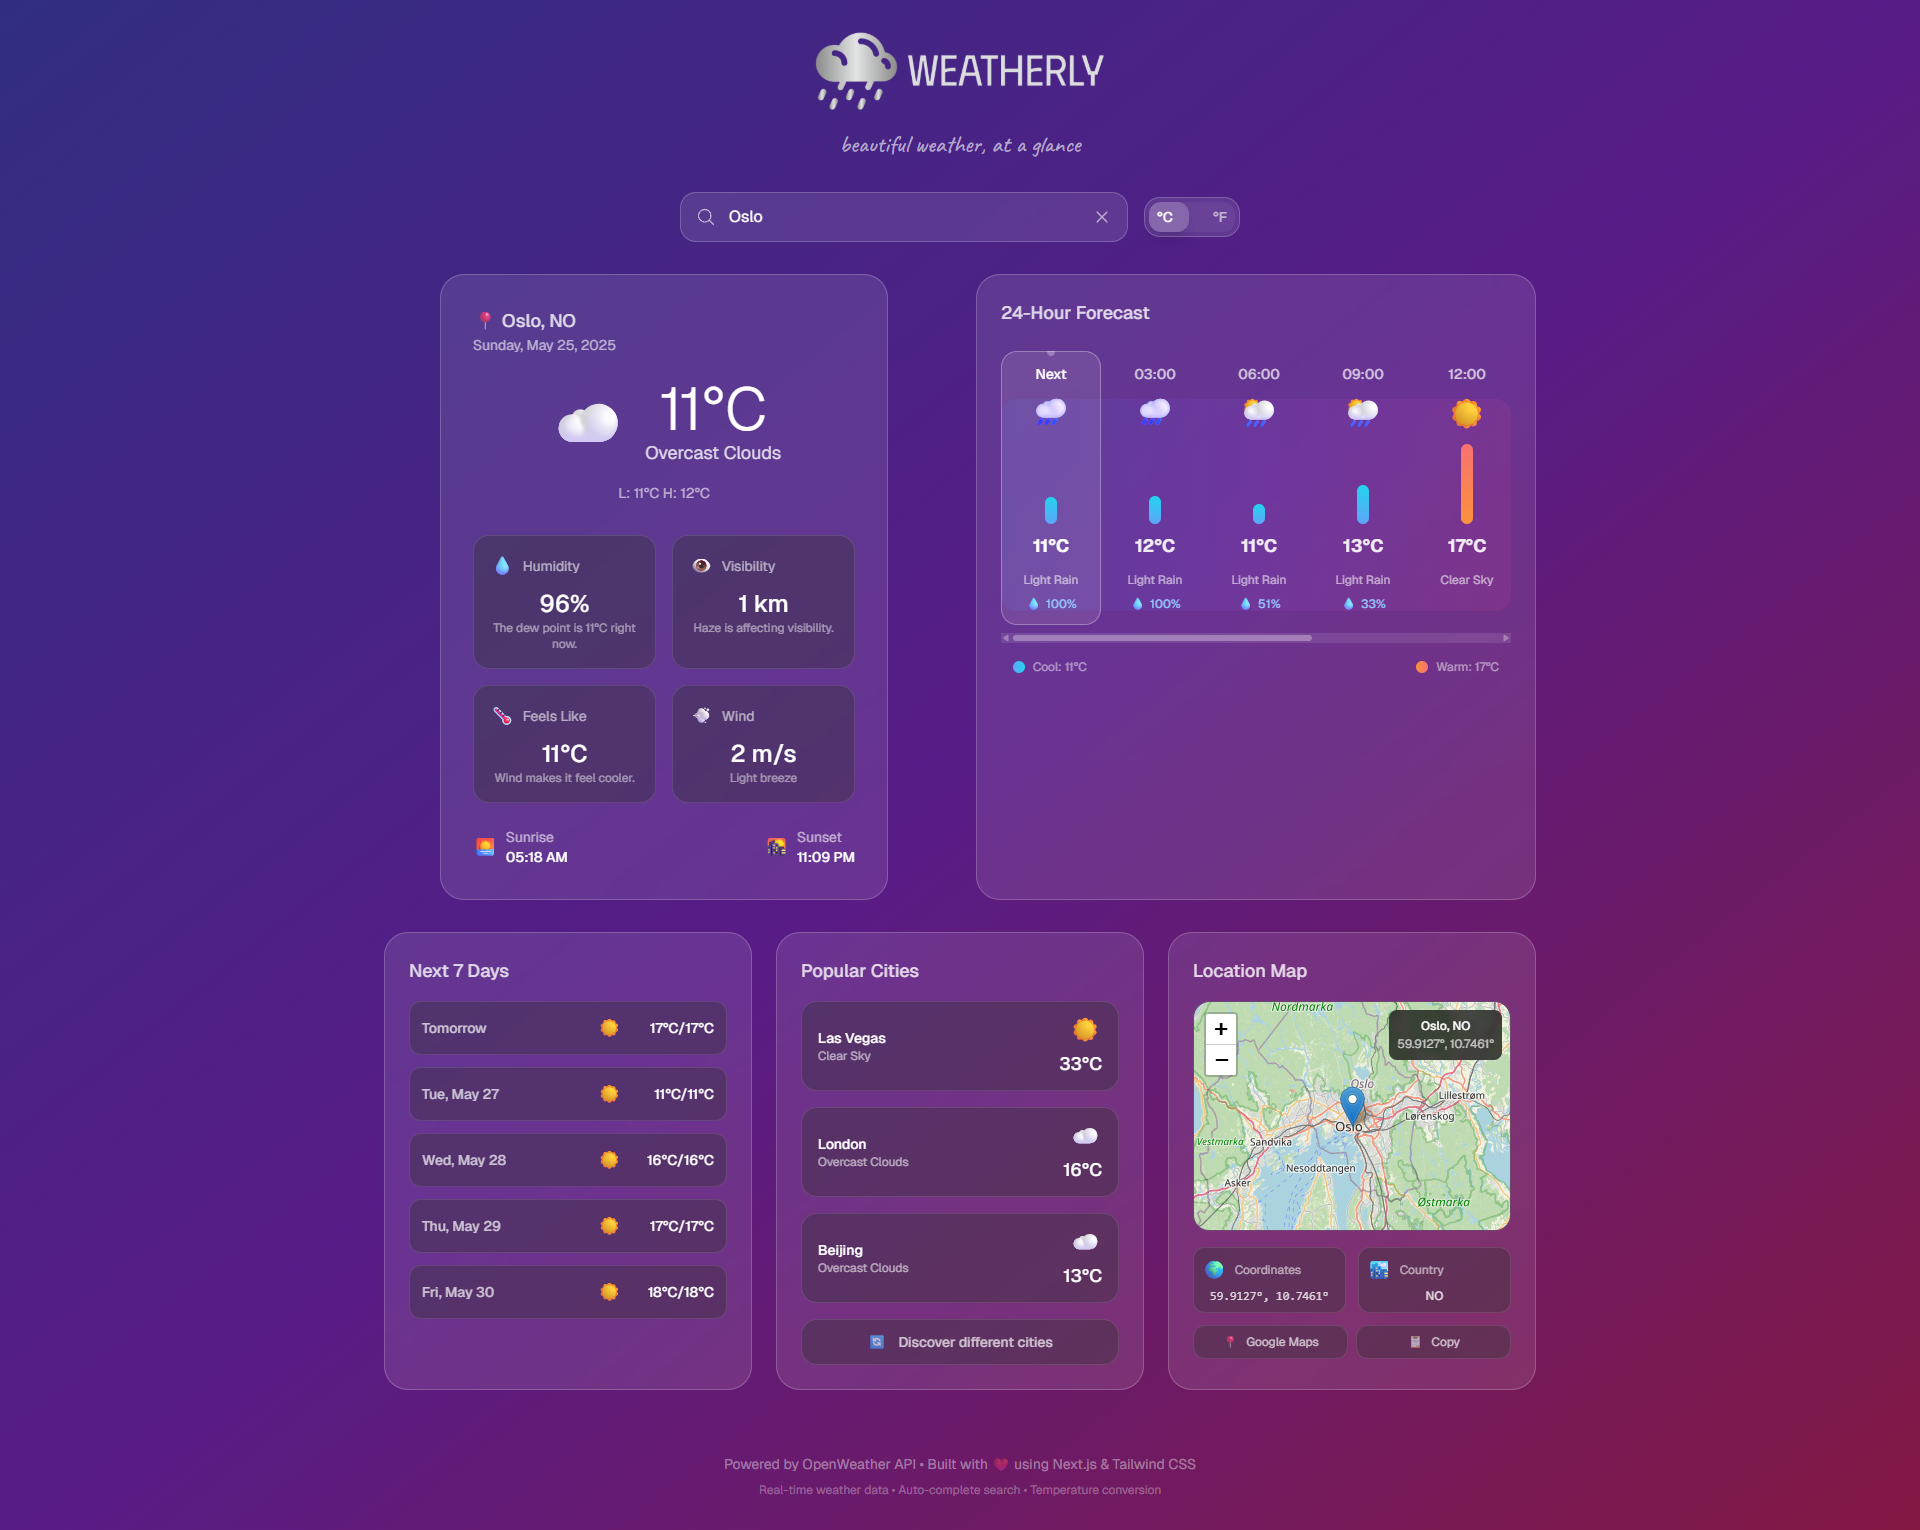 WEATHERLY
beautiful weather, at a glance
Oslo
°C °F
Oslo, NO
Sunday, May 25, 2025
11°C
Overcast Clouds
L: 11°C H: 12°C
Humidity
96%
The dew point is 11°C right
now.
Visibility
1 km
Haze is affecting visibility.
Feels Like
11°C
Wind makes it feel cooler.
Wind
2 m/s
Light breeze
Sunrise
05:18 AM
Sunset
11:09 PM
24-Hour Forecast
Next 03:00 06:00 09:00 12:00
11°C 12°C 11°C 13°C 17°C
Light Rain Light Rain Light Rain Light Rain Clear Sky
100% 100% 51% 33%
Cool: 11°C Warm: 17°C
Next 7 Days
Tomorrow 17°C/17°C
Tue, May 27 11°C/11°C
Wed, May 28 16°C/16°C
Thu, May 29 17°C/17°C
Fri, May 30 18°C/18°C
Popular Cities
Las Vegas
Clear Sky
33°C
London
Overcast Clouds
16°C
Beijing
Overcast Clouds
13°C
Discover different cities
Location Map
Nordmarka
+
−
Oslo, NO
59.9127°, 10.7461°
Oslo
Lillestrøm
Lørenskog
Oslo
Vestmarka
Sandvika
Nesoddtangen
Asker
Østmarka
Coordinates
59.9127°, 10.7461°
Country
NO
Google Maps
Copy
Powered by OpenWeather API • Built with ❤️ using Next.js & Tailwind CSS
Real-time weather data • Auto-complete search • Temperature conversion